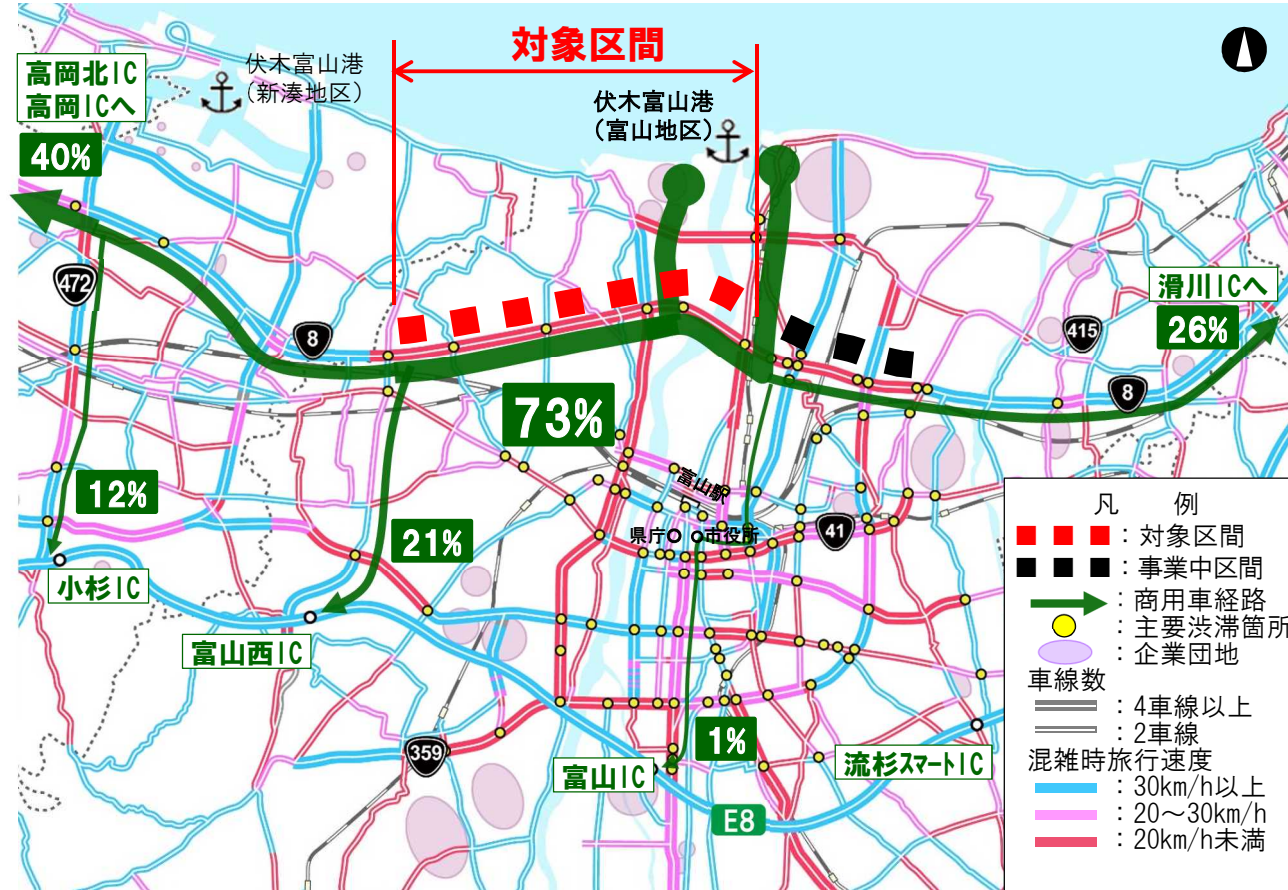 対象区間
高岡北IC
高岡ICへ
40%
伏木富山港
(新湊地区)
伏木富山港
(富山地区)
472
8
滑川ICへ
26%
415
8
73%
12%
21%
富山駅
県庁
市役所
41
小杉IC
富山西IC
359
1%
富山IC
流杉スマートIC
E8
凡 例
：対象区間
：事業中区間
：商用車経路
：主要渋滞箇所
：企業団地
車線数
：4車線以上
：2車線
混雑時旅行速度
：30km/h以上
：20～30km/h
：20km/h未満